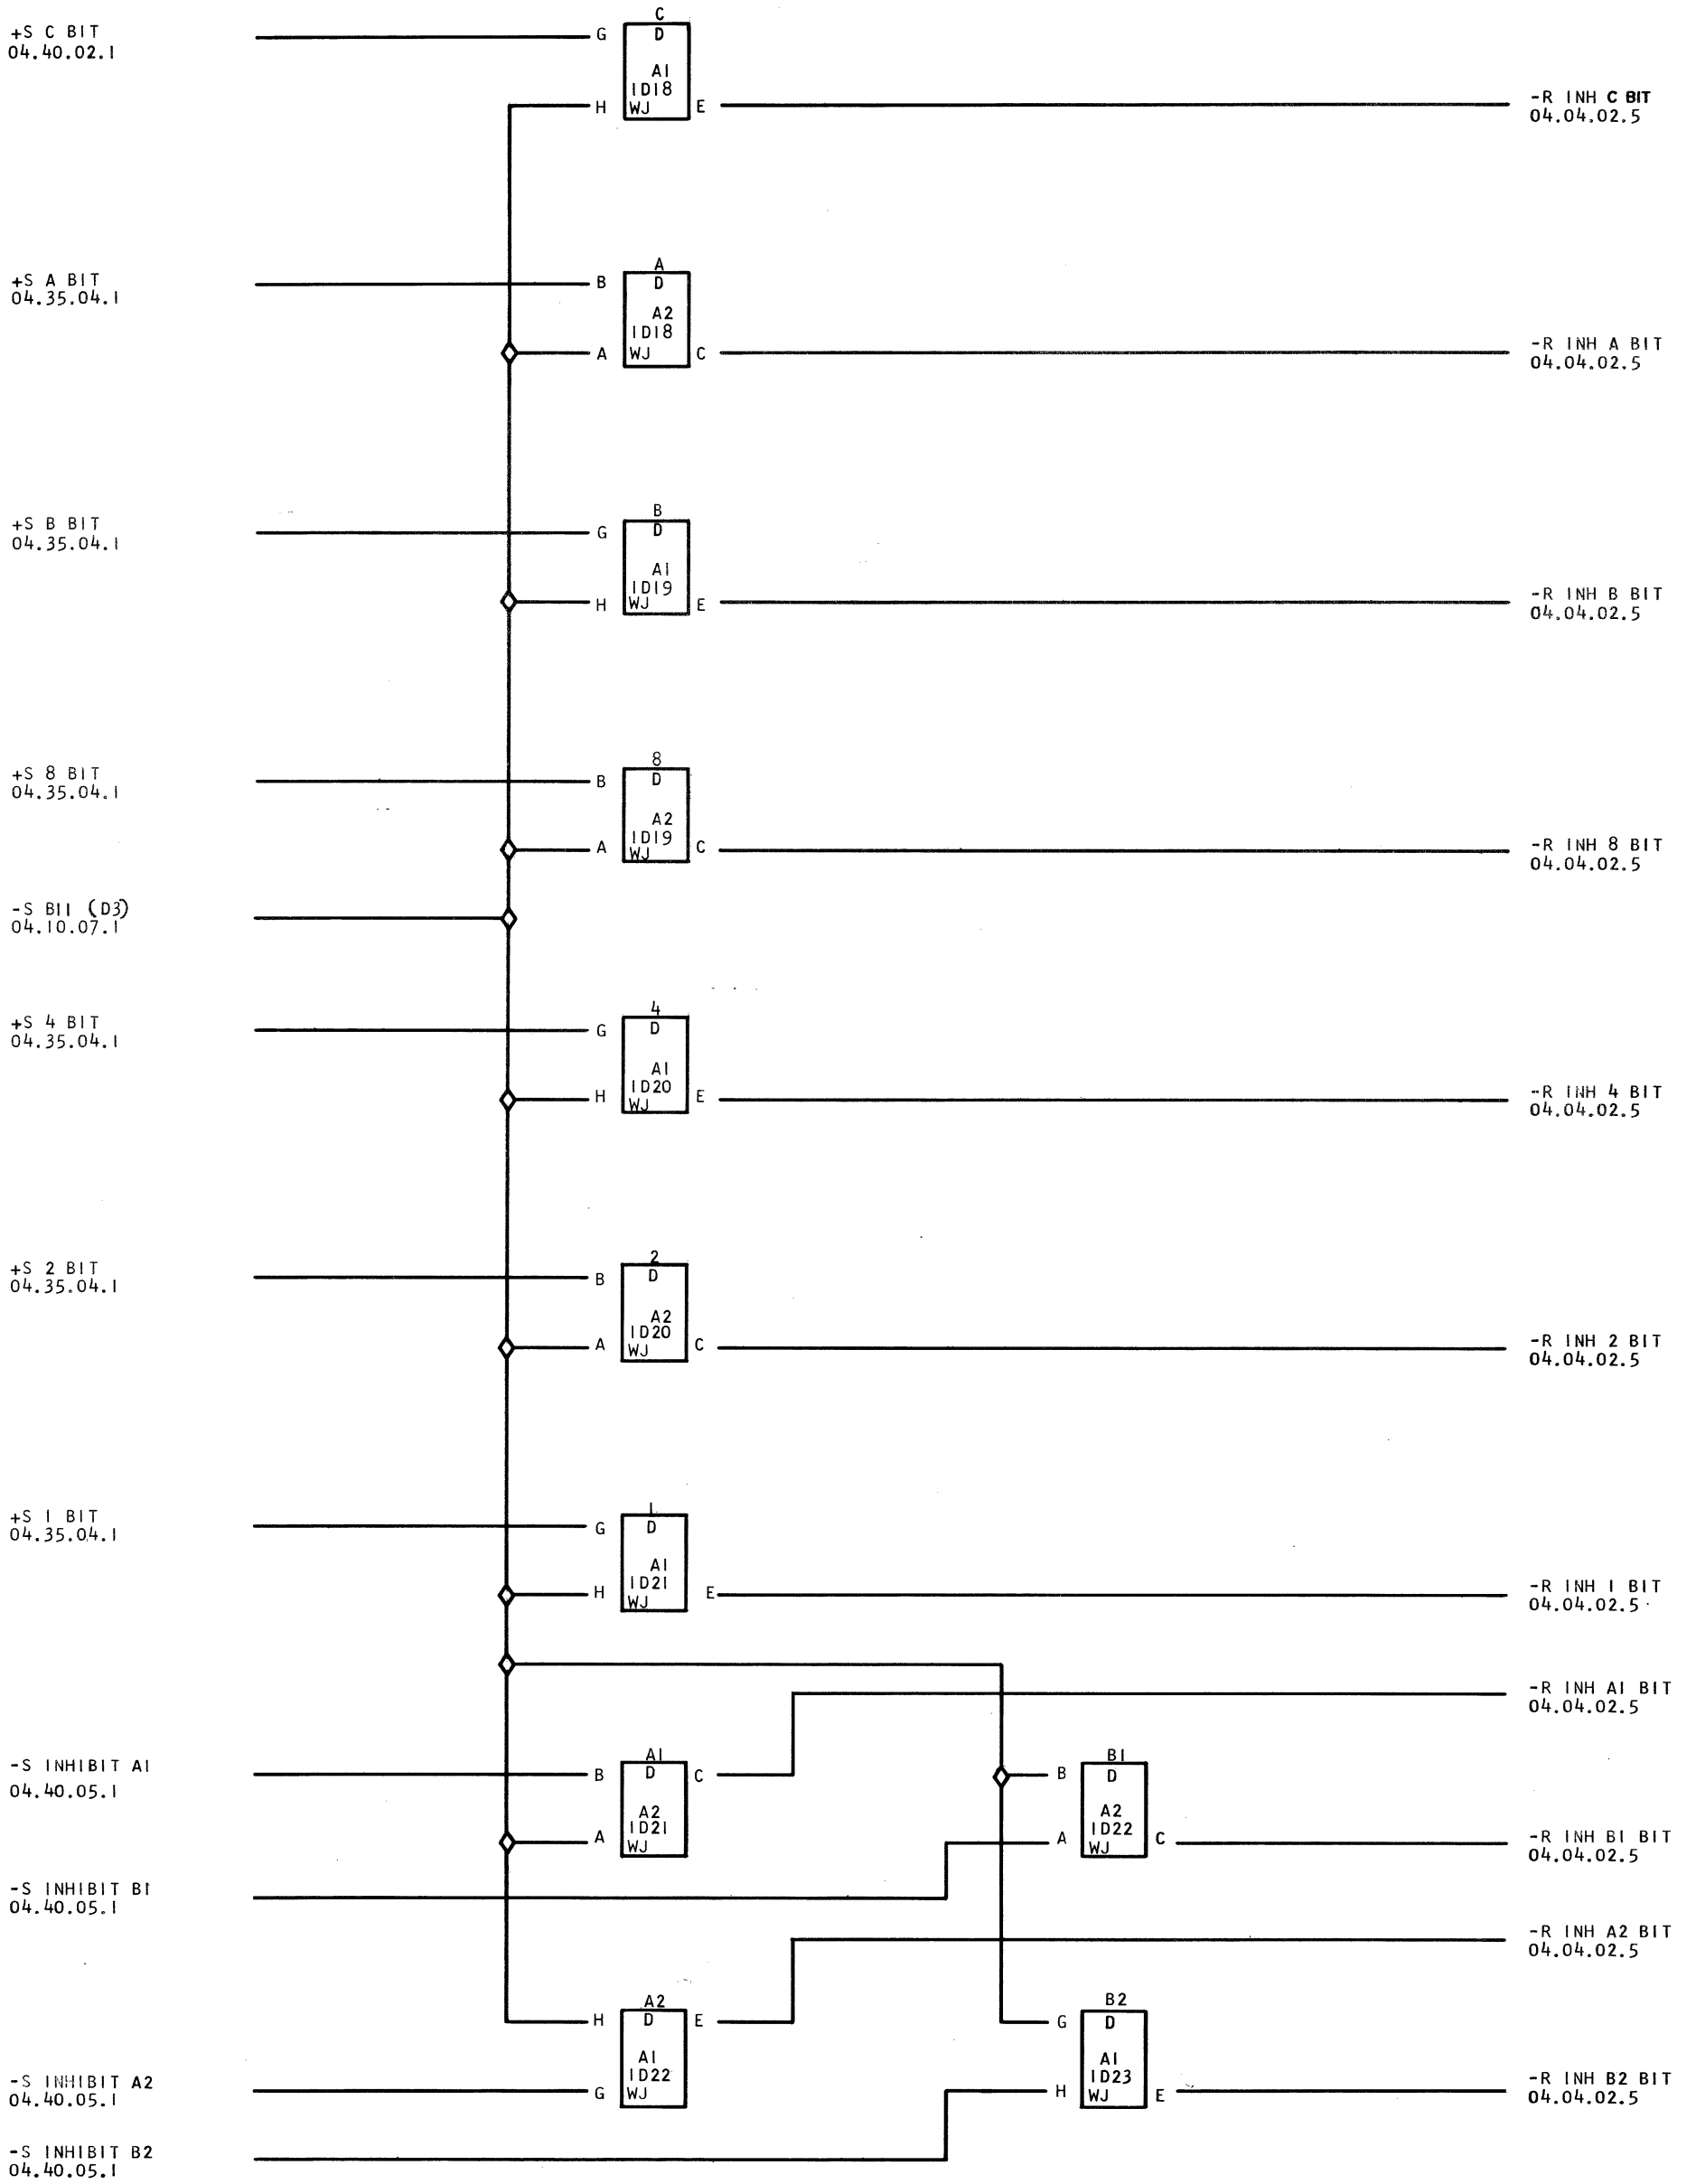 C
+S C BIT
04.40.02.1
G
D
A1
1D18
WJ
H
E
-R INH C BIT
04.04.02.5
A
+S A BIT
04.35.04.1
B
D
A2
1D18
WJ
A
C
-R INH A BIT
04.04.02.5
B
+S B BIT
04.35.04.1
G
D
A1
1D19
WJ
H
E
-R INH B BIT
04.04.02.5
8
+S 8 BIT
04.35.04.1
B
D
A2
1D19
WJ
A
C
-R INH 8 BIT
04.04.02.5
-S B11 (D3)
04.10.07.1
4
+S 4 BIT
04.35.04.1
G
D
A1
1D20
WJ
H
E
-R INH 4 BIT
04.04.02.5
2
+S 2 BIT
04.35.04.1
B
D
A2
1D20
WJ
A
C
-R INH 2 BIT
04.04.02.5
1
+S 1 BIT
04.35.04.1
G
D
A1
1D21
WJ
H
E
-R INH 1 BIT
04.04.02.5
-R INH A1 BIT
04.04.02.5
A1
-S INHIBIT A1
04.40.05.1
B
D
C
A2
1D21
WJ
A
B1
B
D
A2
1D22
WJ
A
C
-R INH B1 BIT
04.04.02.5
-S INHIBIT B1
04.40.05.1
-R INH A2 BIT
04.04.02.5
A2
H
D
E
A1
1D22
WJ
G
-S INHIBIT A2
04.40.05.1
B2
G
D
A1
1D23
WJ
H
E
-R INH B2 BIT
04.04.02.5
-S INHIBIT B2
04.40.05.1